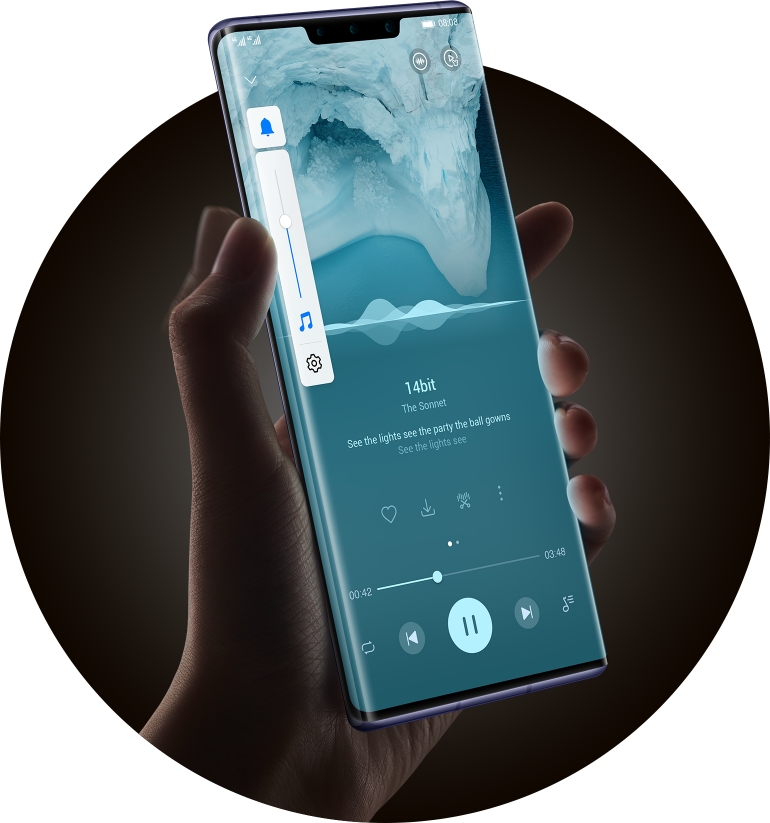 08:08
14bit
The Sonnet
See the lights see the party the ball gowns
See the lights see
00:42
03:48